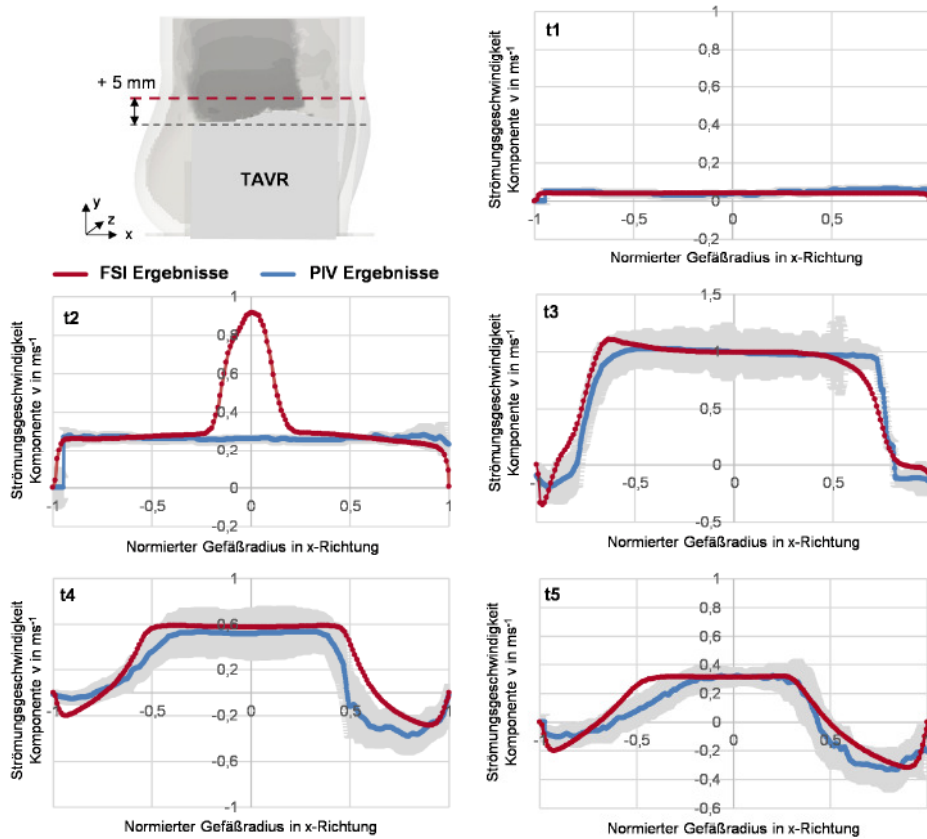 + 5 mm
TAVR
y
z
x
FSI Ergebnisse PIV Ergebnisse
t1
Strömungsgeschwindigkeit
Komponente v in ms⁻¹
1
0,8
0,6
0,4
0,2
0
-0,2
-1 -0,5 0 0,5 1
Normierter Gefäßradius in x-Richtung
t2
Strömungsgeschwindigkeit
Komponente v in ms⁻¹
1
0,8
0,6
0,4
0,2
0
-0,2
-1 -0,5 0 0,5 1
Normierter Gefäßradius in x-Richtung
t3
Strömungsgeschwindigkeit
Komponente v in ms⁻¹
1,5
1
0,5
0
-0,5
-1 -0,5 0 0,5
Normierter Gefäßradius in x-Richtung
t4
Strömungsgeschwindigkeit
Komponente v in ms⁻¹
1
0,6
0,2
-0,2
-0,6
-1
-1 -0,5 0 0,5 1
Normierter Gefäßradius in x-Richtung
t5
Strömungsgeschwindigkeit
Komponente v in ms⁻¹
1
0,8
0,6
0,4
0,2
0
-0,2
-0,4
-0,6
-1 -0,5 0 0,5
Normierter Gefäßradius in x-Richtung